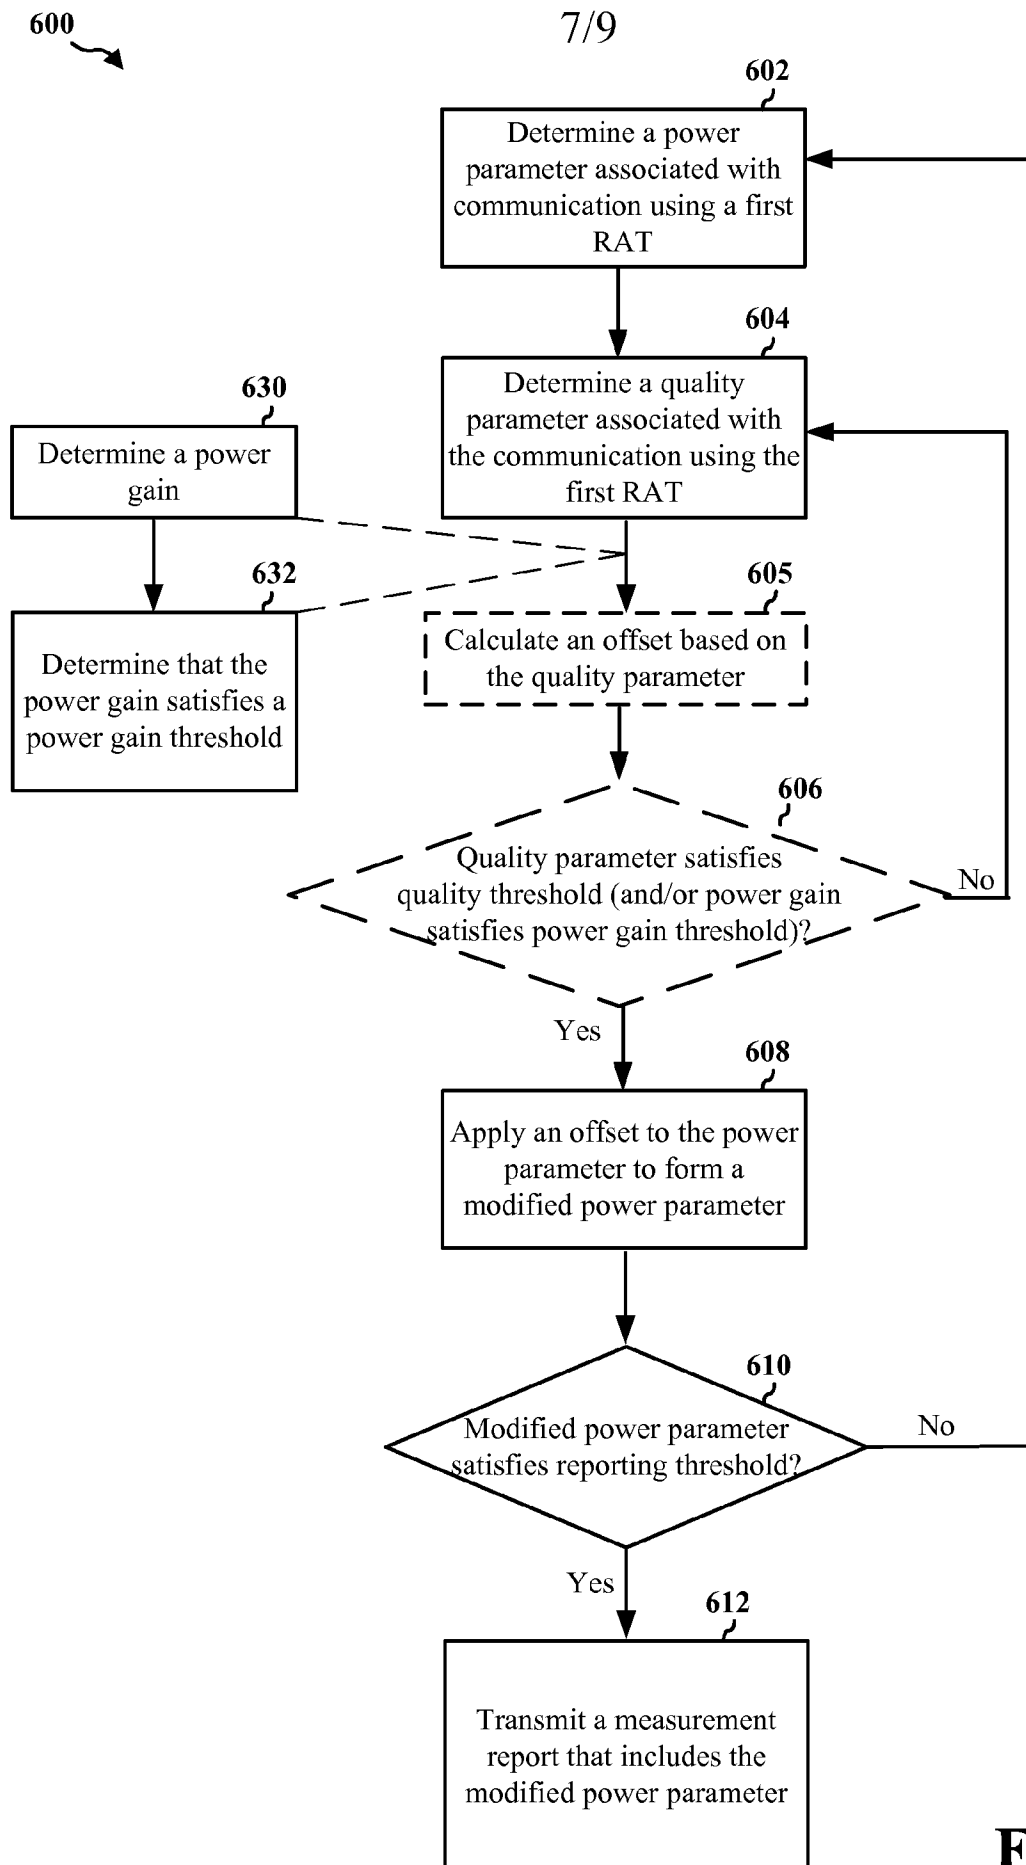 600
7/9
602
Determine a power
parameter associated with
communication using a first
RAT
604
Determine a quality
parameter associated with
the communication using the
first RAT
630
Determine a power
gain
632
Determine that the
power gain satisfies a
power gain threshold
605
Calculate an offset based on
the quality parameter
606
Quality parameter satisfies
quality threshold (and/or power gain
satisfies power gain threshold)?
No
Yes
608
Apply an offset to the power
parameter to form a
modified power parameter
610
Modified power parameter
satisfies reporting threshold?
No
Yes
612
Transmit a measurement
report that includes the
modified power parameter